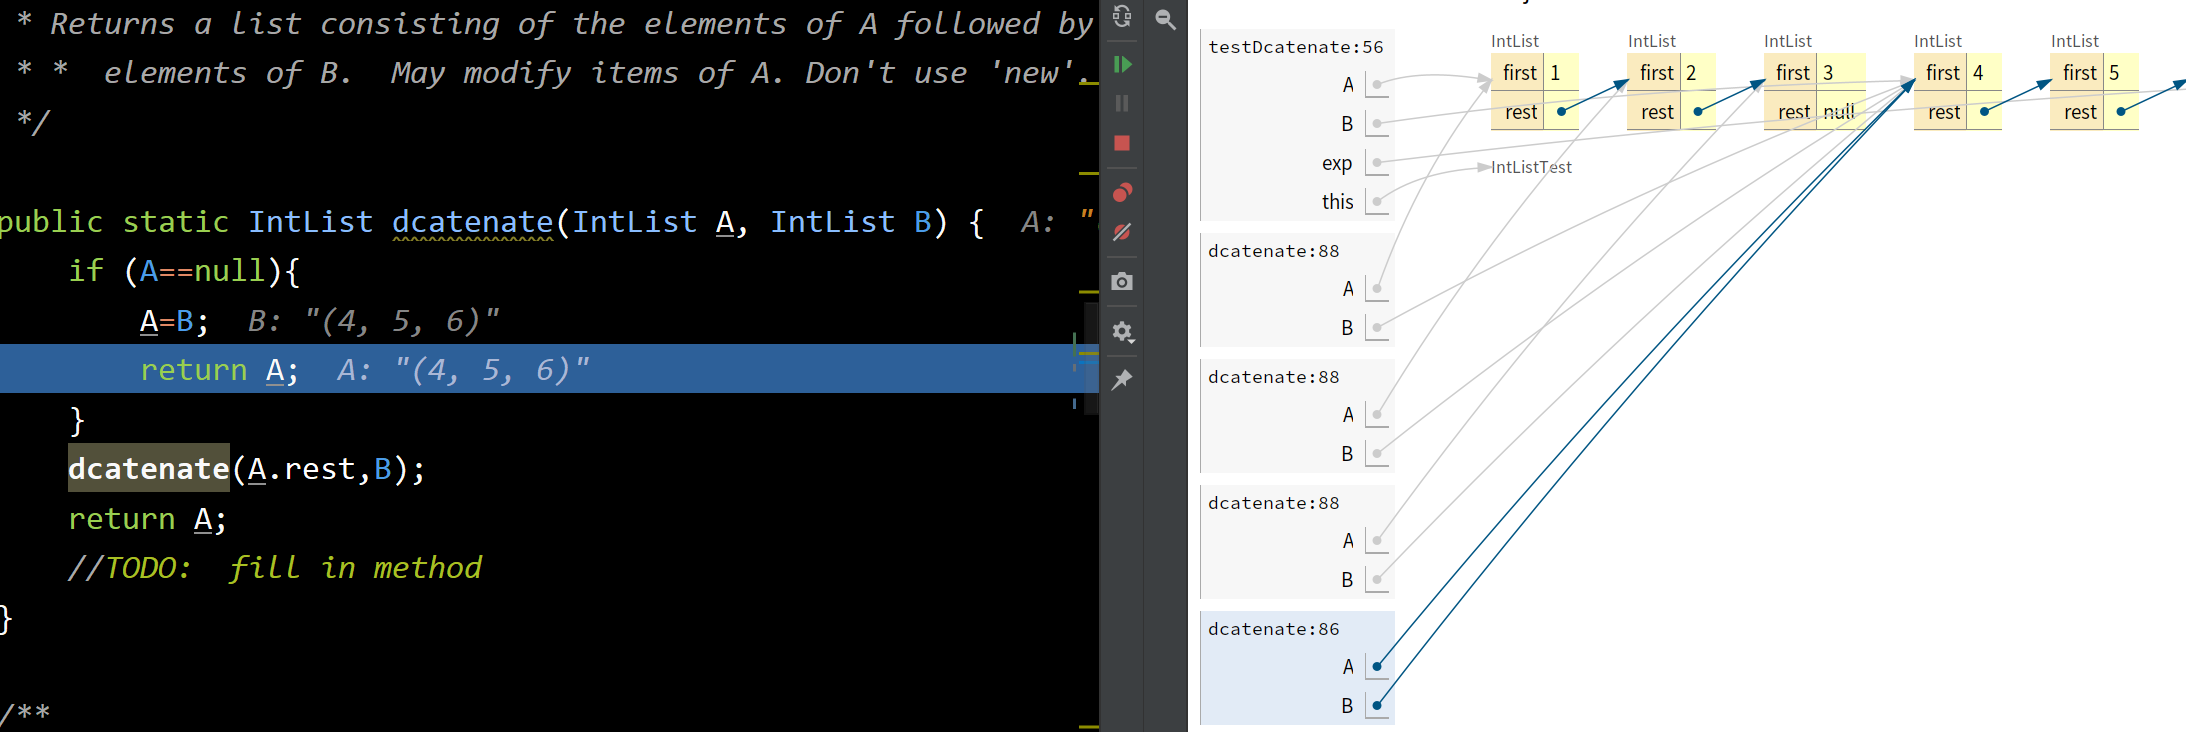 * Returns a list consisting of the elements of A followed by
* *  elements of B.  May modify items of A. Don't use 'new'.
*/
public static IntList dcatenate(IntList A, IntList B) {  A: "
if (A==null){
A=B;  B: "(4, 5, 6)"
return A;  A: "(4, 5, 6)"
}
dcatenate(A.rest,B);
return A;
//TODO:  fill in method
}
/**
testDcatenate:56
A
B
exp
this
dcatenate:88
A
B
dcatenate:88
A
B
dcatenate:88
A
B
dcatenate:86
A
B
IntList
first 1
rest
IntList
first 2
rest
IntList
first 3
rest null
IntList
first 4
rest
IntList
first 5
rest
IntListTest